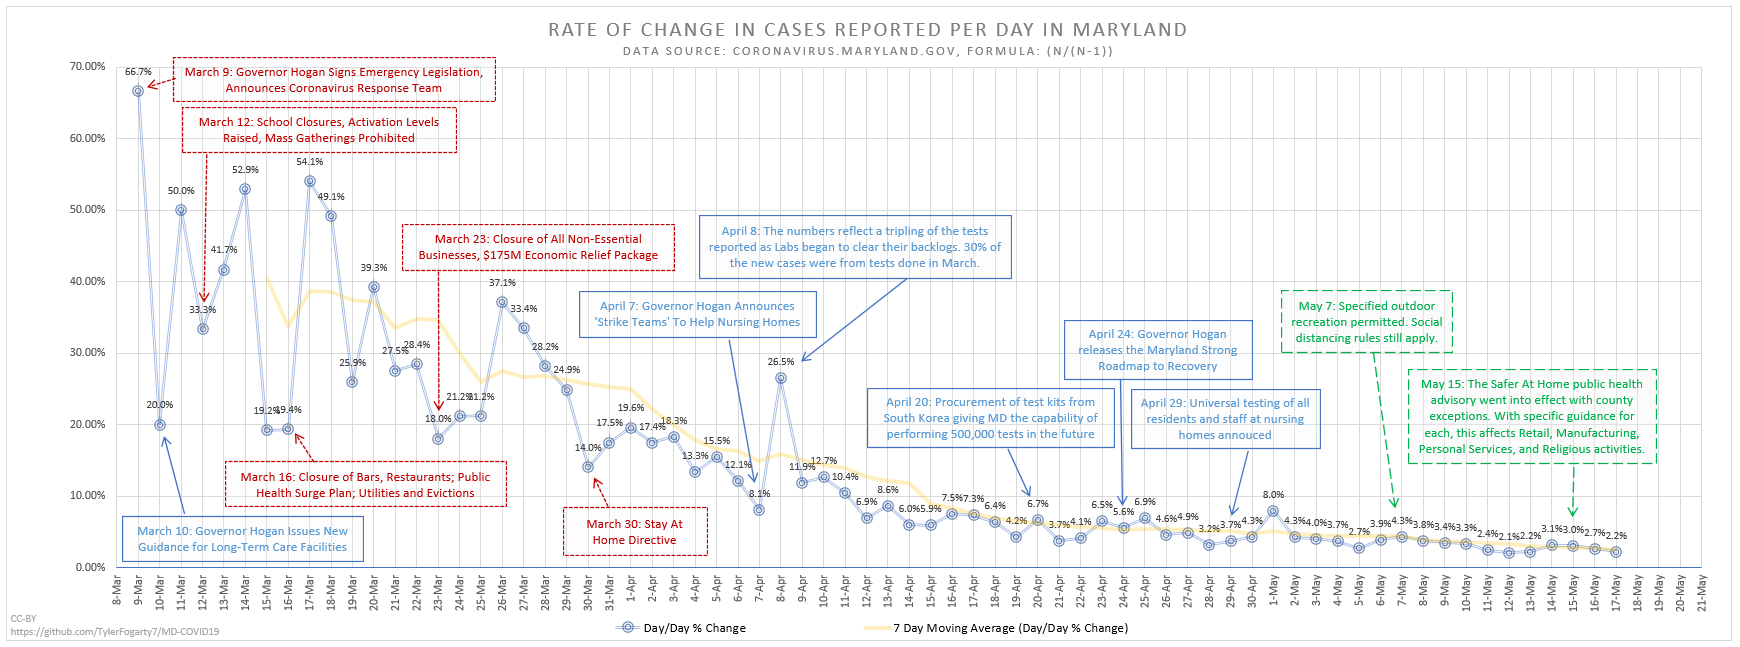 RATE OF CHANGE IN CASES REPORTED PER DAY IN MARYLAND
DATA SOURCE: CORONAVIRUS.MARYLAND.GOV, FORMULA: (N/(N-1))
70.00%
60.00%
50.00%
40.00%
30.00%
20.00%
10.00%
0.00%
March 9: Governor Hogan Signs Emergency Legislation,
Announces Coronavirus Response Team
March 12: School Closures, Activation Levels
Raised, Mass Gatherings Prohibited
March 23: Closure of All Non-Essential
Businesses, $175M Economic Relief Package
April 8: The numbers reflect a tripling of the tests
reported as Labs began to clear their backlogs. 30% of
the new cases were from tests done in March.
April 7: Governor Hogan Announces
'Strike Teams' To Help Nursing Homes
April 24: Governor Hogan
releases the Maryland Strong
Roadmap to Recovery
May 7: Specified outdoor
recreation permitted. Social
distancing rules still apply.
April 20: Procurement of test kits from
South Korea giving MD the capability of
performing 500,000 tests in the future
April 29: Universal testing of all
residents and staff at nursing
homes annouced
May 15: The Safer At Home public health
advisory went into effect with county
exceptions. With specific guidance for
each, this affects Retail, Manufacturing,
Personal Services, and Religious activities.
March 16: Closure of Bars, Restaurants; Public
Health Surge Plan; Utilities and Evictions
March 10: Governor Hogan Issues New
Guidance for Long-Term Care Facilities
March 30: Stay At
Home Directive
66.7%
20.0%
50.0%
33.3%
41.7%
52.9%
19.2%
19.4%
54.1%
49.1%
25.9%
39.3%
27.5%
28.4%
18.0%
21.2%
21.2%
37.1%
33.4%
28.2%
24.9%
14.0%
17.5%
19.6%
17.4%
18.3%
13.3%
15.5%
12.1%
8.1%
26.5%
11.9%
12.7%
10.4%
6.9%
8.6%
6.0%
5.9%
7.5%
7.3%
6.4%
4.2%
6.7%
3.7%
4.1%
6.5%
5.6%
6.9%
4.6%
4.9%
3.2%
3.7%
4.3%
8.0%
4.3%
4.0%
3.7%
2.7%
3.9%
4.3%
3.8%
3.4%
3.3%
2.4%
2.1%
2.2%
3.1%
3.0%
2.7%
2.2%
8-Mar
9-Mar
10-Mar
11-Mar
12-Mar
13-Mar
14-Mar
15-Mar
16-Mar
17-Mar
18-Mar
19-Mar
20-Mar
21-Mar
22-Mar
23-Mar
24-Mar
25-Mar
26-Mar
27-Mar
28-Mar
29-Mar
30-Mar
31-Mar
1-Apr
2-Apr
3-Apr
4-Apr
5-Apr
6-Apr
7-Apr
8-Apr
9-Apr
10-Apr
11-Apr
12-Apr
13-Apr
14-Apr
15-Apr
16-Apr
17-Apr
18-Apr
19-Apr
20-Apr
21-Apr
22-Apr
23-Apr
24-Apr
25-Apr
26-Apr
27-Apr
28-Apr
29-Apr
30-Apr
1-May
2-May
3-May
4-May
5-May
6-May
7-May
8-May
9-May
10-May
11-May
12-May
13-May
14-May
15-May
16-May
17-May
18-May
19-May
20-May
21-May
CC-BY
https://github.com/TylerFogarty7/MD-COVID19
Day/Day % Change
7 Day Moving Average (Day/Day % Change)